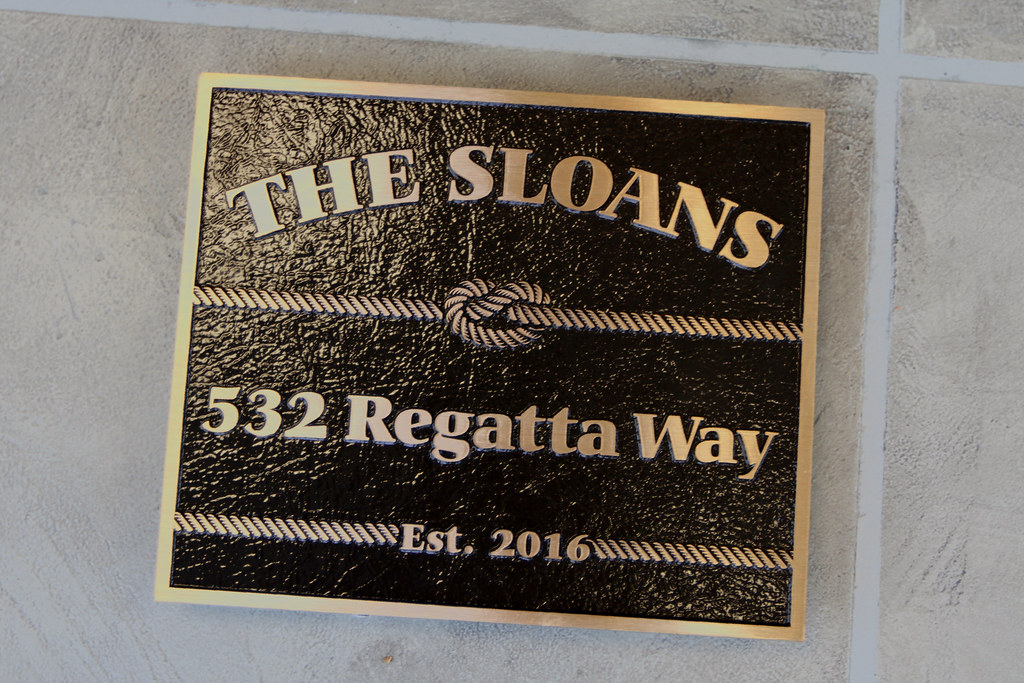 THE SLOANS
532 Regatta Way
Est. 2016